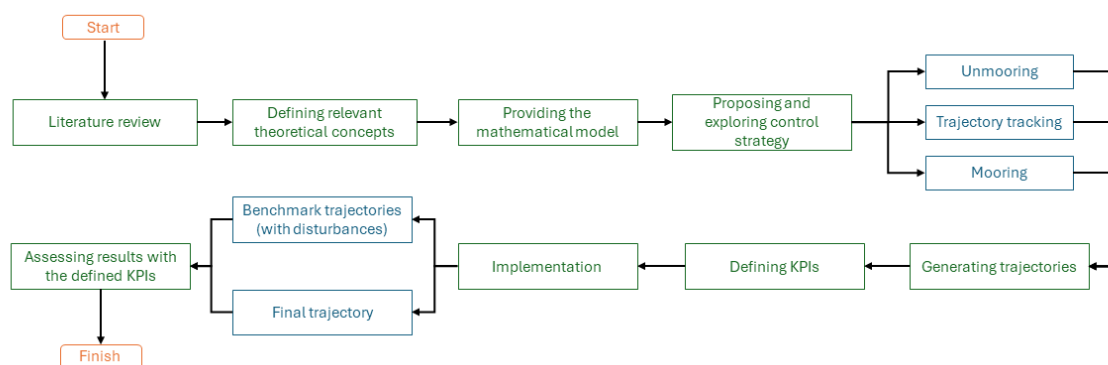 Start
Literature review
Defining relevant
theoretical concepts
Providing the
mathematical model
Proposing and
exploring control
strategy
Unmooring
Trajectory tracking
Mooring
Generating trajectories
Defining KPIs
Implementation
Benchmark trajectories
(with disturbances)
Final trajectory
Assessing results with
the defined KPIs
Finish